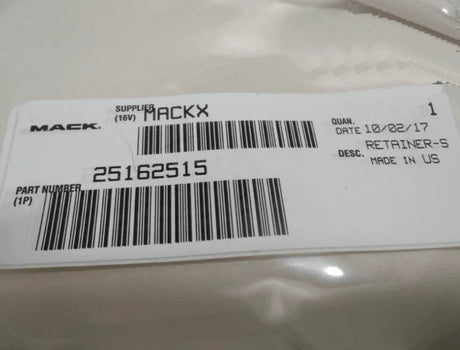 MACK.
SUPPLIER
(16V)
MACKX
QUAN. 1
DATE 10/02/17
DESC. RETAINER-S
MADE IN US
25162515
PART NUMBER
(1P)